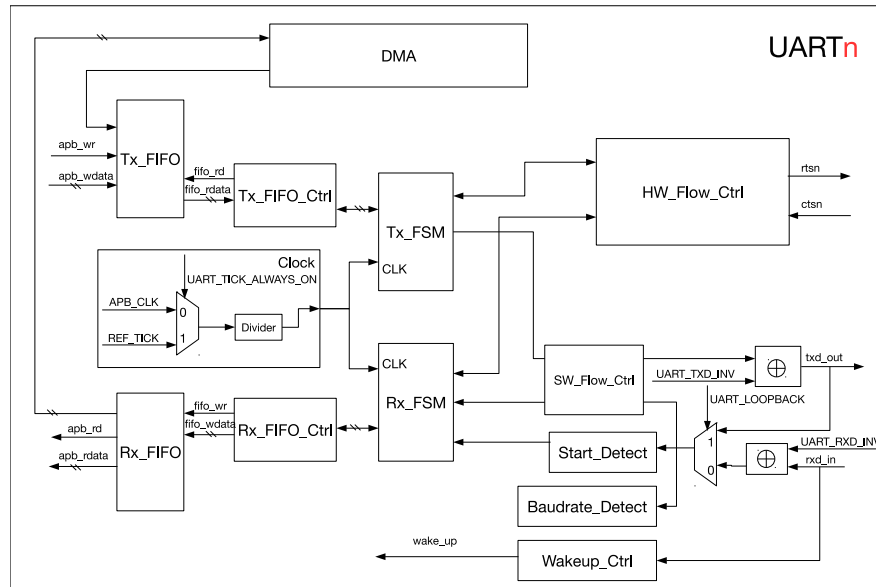 DMA
UARTn
apb_wr
Tx_FIFO
apb_wdata
fifo_rd
fifo_rdata
Tx_FIFO_Ctrl
Tx_FSM
CLK
HW_Flow_Ctrl
rtsn
ctsn
Clock
UART_TICK_ALWAYS_ON
APB_CLK
0
REF_TICK
1
Divider
CLK
Rx_FSM
SW_Flow_Ctrl
UART_TXD_INV
txd_out
UART_LOOPBACK
fifo_wr
fifo_wdata
Rx_FIFO_Ctrl
apb_rd
Rx_FIFO
apb_rdata
Start_Detect
1
0
UART_RXD_INV
rxd_in
Baudrate_Detect
wake_up
Wakeup_Ctrl